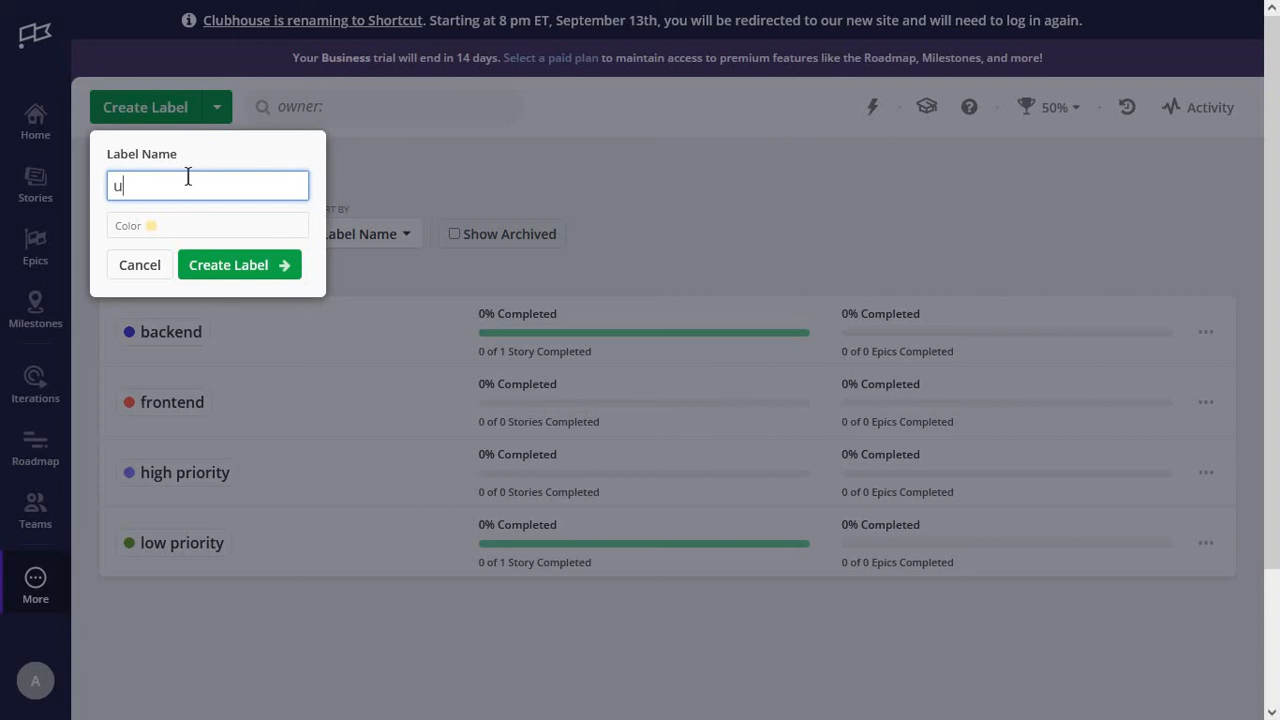 Clubhouse is renaming to Shortcut. Starting at 8 pm ET, September 13th, you will be redirected to our new site and will need to log in again.
Your Business trial will end in 14 days. Select a paid plan to maintain access to premium features like the Roadmap, Milestones, and more!
Create Label
owner:
50%
Activity
Home
Stories
Epics
Milestones
Iterations
Roadmap
Teams
More
A
Label Name
u
Color
Cancel
Create Label
RT BY
abel Name
Show Archived
backend
0% Completed
0 of 1 Story Completed
0% Completed
0 of 0 Epics Completed
frontend
0% Completed
0 of 0 Stories Completed
0% Completed
0 of 0 Epics Completed
high priority
0% Completed
0 of 0 Stories Completed
0% Completed
0 of 0 Epics Completed
low priority
0% Completed
0 of 1 Story Completed
0% Completed
0 of 0 Epics Completed